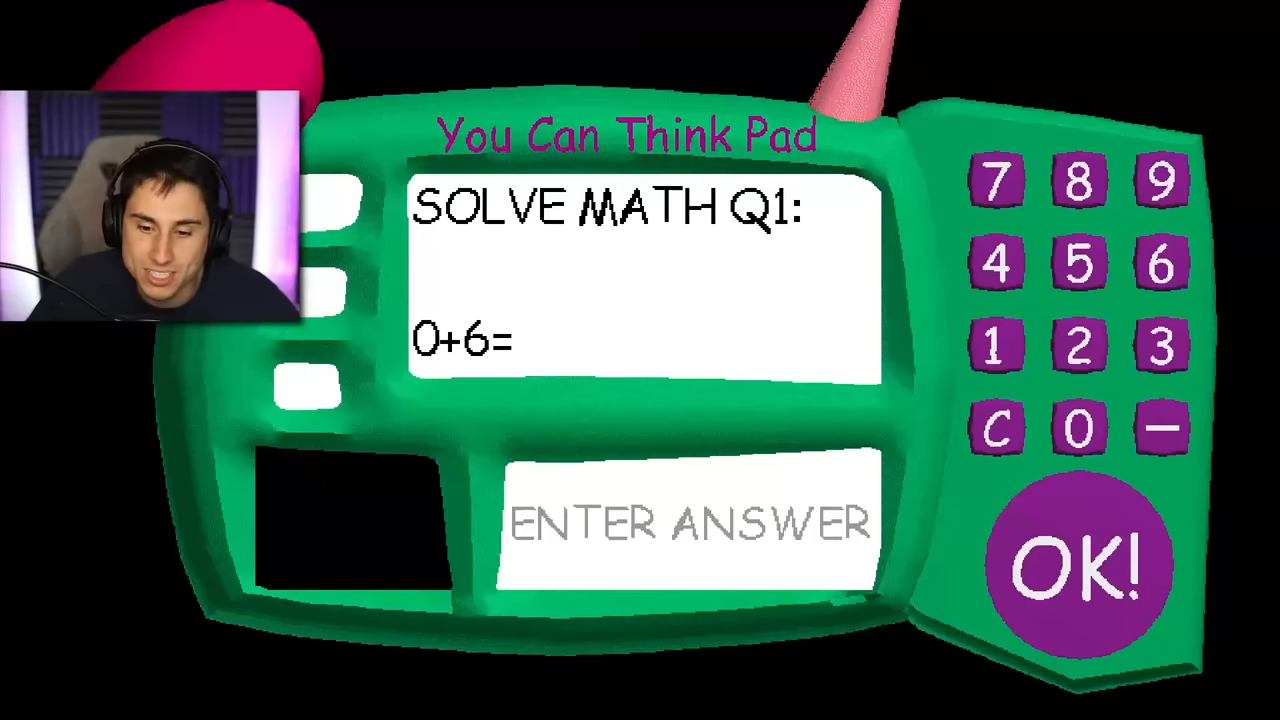 You Can Think Pad
SOLVE MATH Q1:
0+6=
ENTER ANSWER
7 8 9
4 5 6
1 2 3
C 0 –
OK!